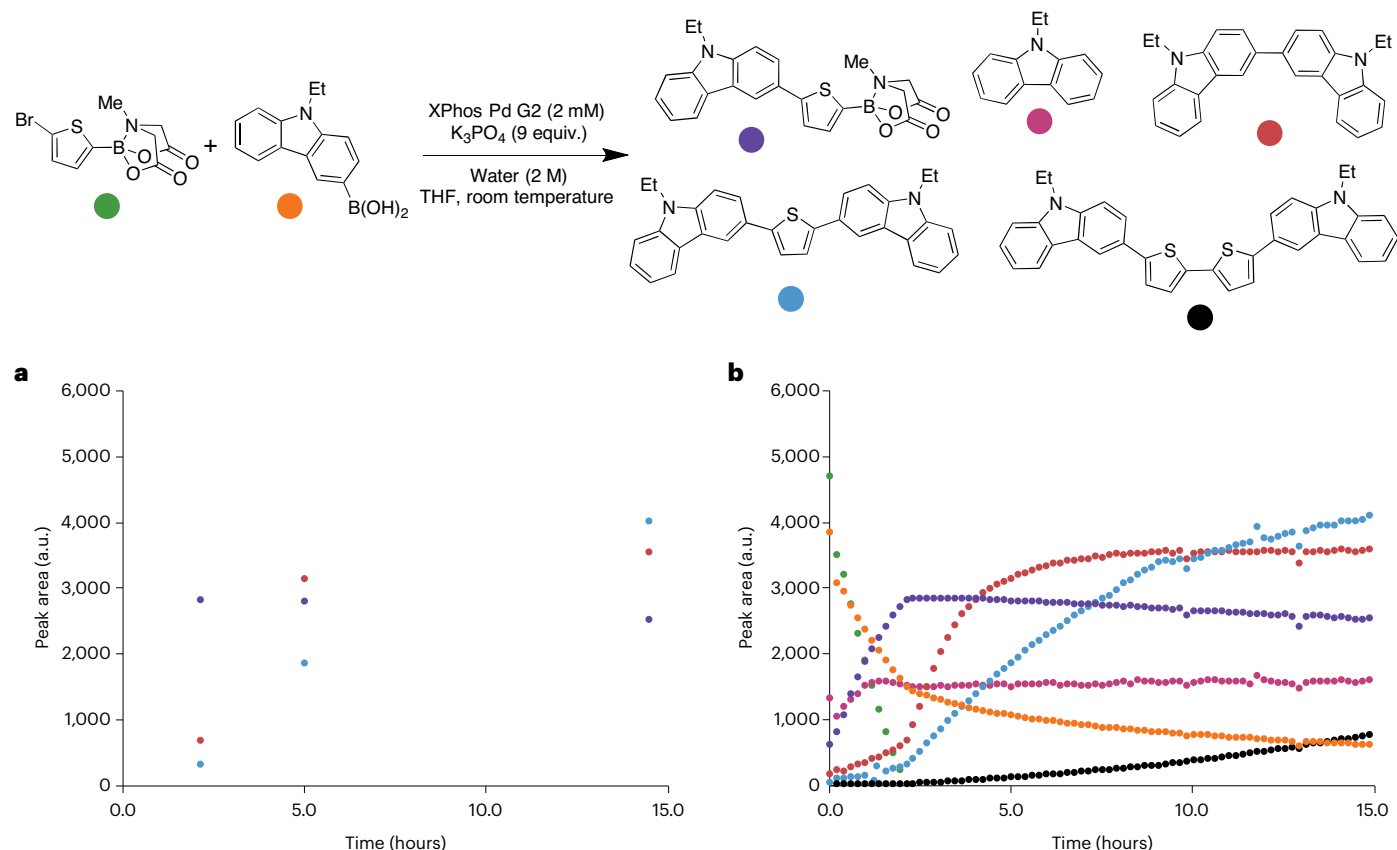 Br
S
Me
N
B
O
O
O
O
+
Et
N
B(OH)2
XPhos Pd G2 (2 mM)
K3PO4 (9 equiv.)
Water (2 M)
THF, room temperature
Et
N
S
Me
N
B
O
O
O
O
Et
N
Et
N
Et
N
Et
N
S
Et
N
Et
N
S
S
Et
N
a
6,000
5,000
4,000
3,000
2,000
1,000
0
Peak area (a.u.)
0.0 5.0 10.0 15.0
Time (hours)
b
6,000
5,000
4,000
3,000
2,000
1,000
0
Peak area (a.u.)
0.0 5.0 10.0 15.0
Time (hours)